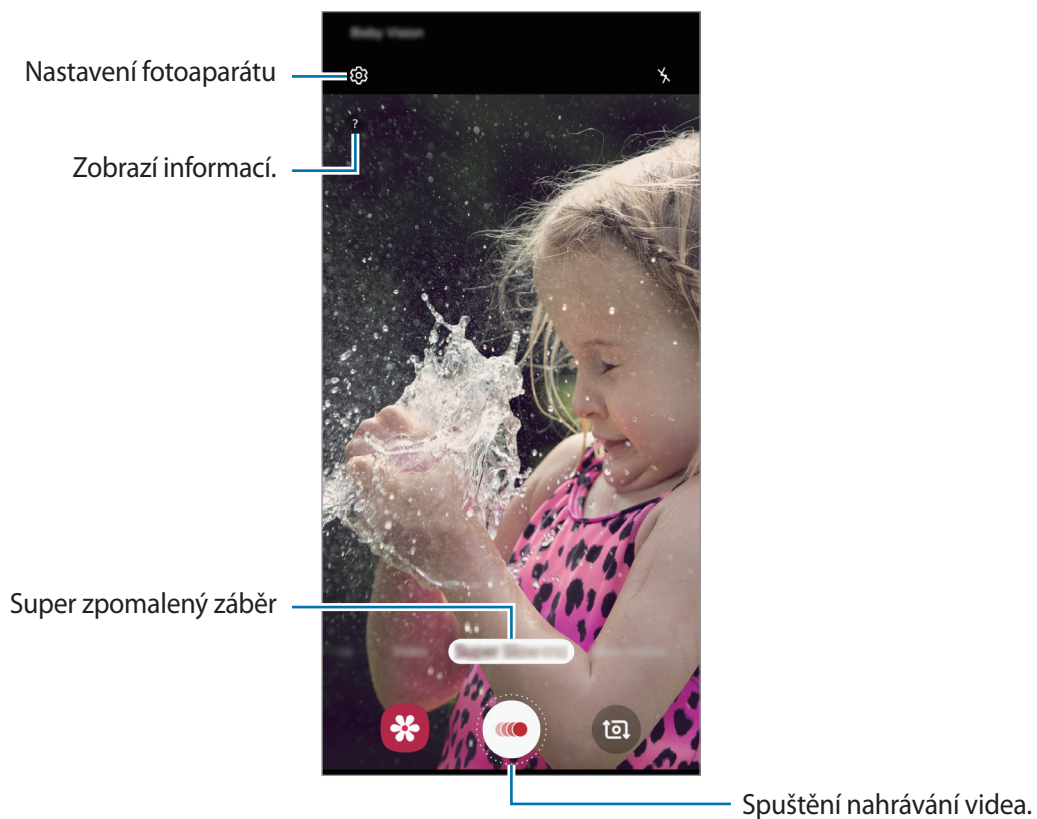 Nastavení fotoaparátu
?
Zobrazí informací.
Super zpomalený záběr
Spuštění nahrávání videa.